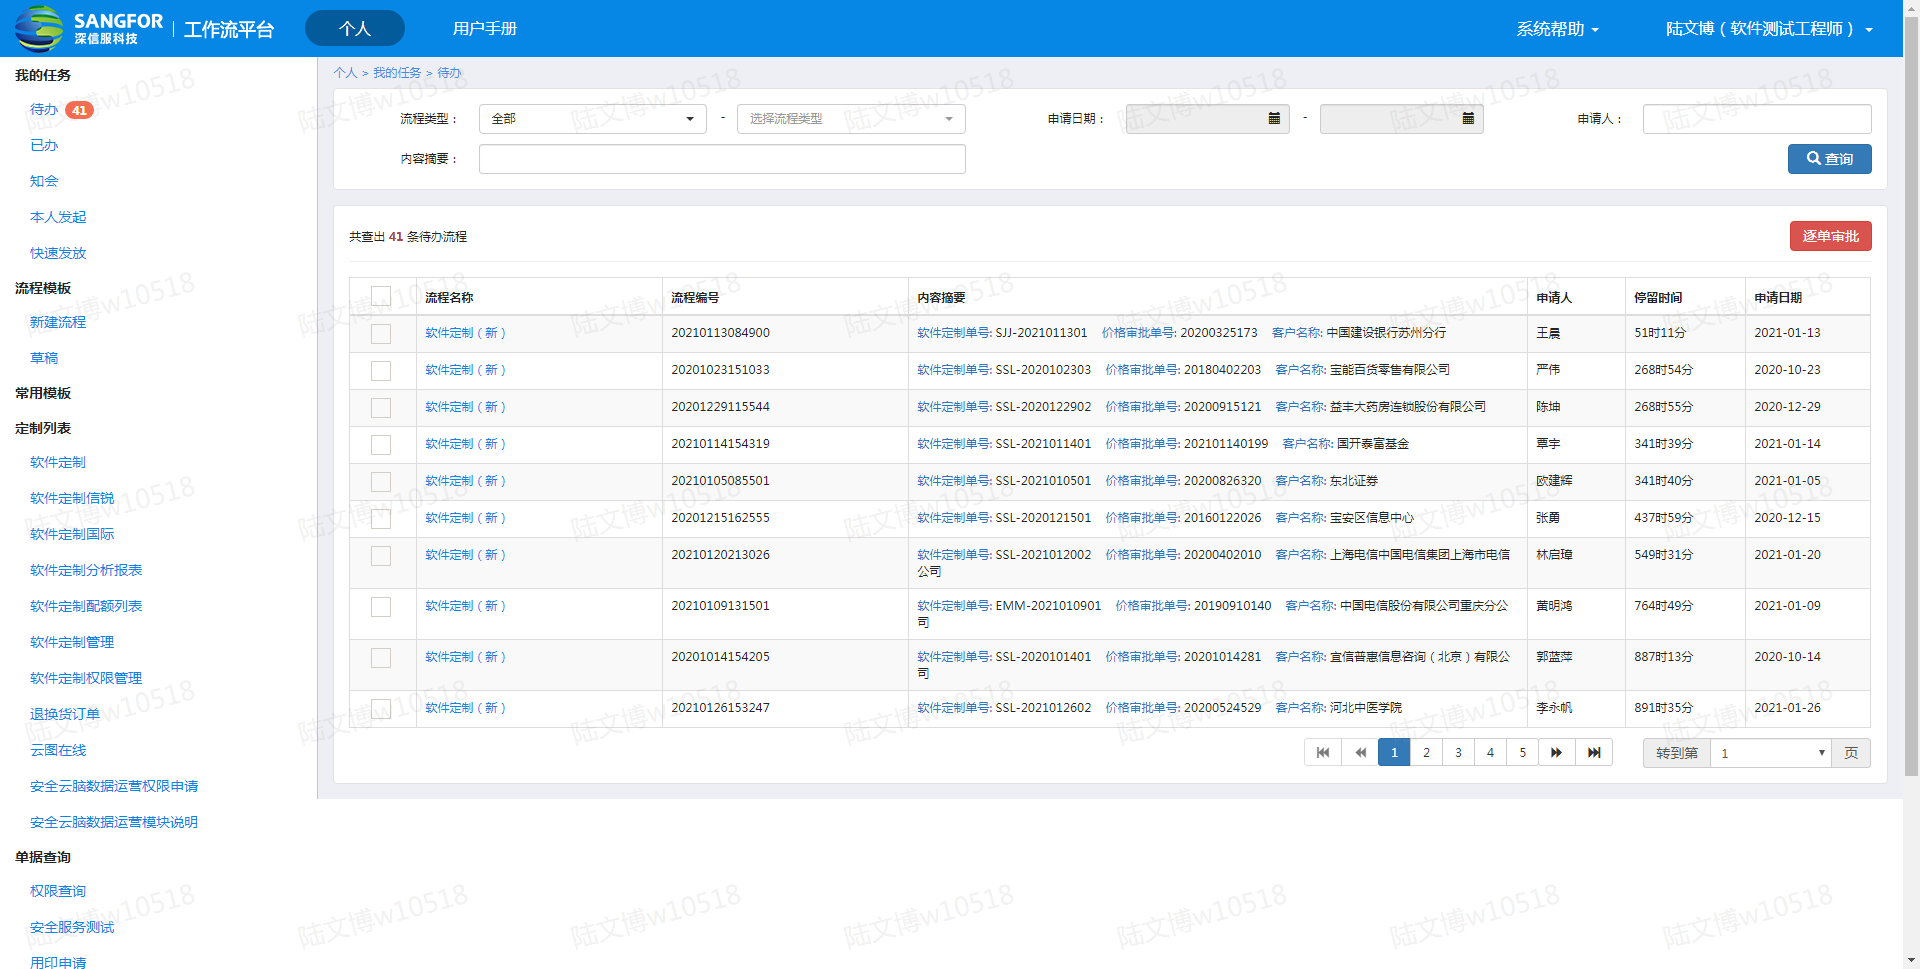 SANGFOR 深信服科技 | 工作流平台 个人 用户手册 系统帮助 陆文博（软件测试工程师）
我的任务
待办 41
已办
知会
本人发起
快速发放
流程模板
新建流程
草稿
常用模板
定制列表
软件定制
软件定制信锐
软件定制国际
软件定制分析报表
软件定制配额列表
软件定制管理
软件定制权限管理
退换货订单
云图在线
安全云脑数据运营权限申请
安全云脑数据运营模块说明
单据查询
权限查询
安全服务测试
用印申请
个人 > 我的任务 > 待办
流程类型： 全部 - 选择流程类型 申请日期： - 申请人：
内容摘要： 查询
共查出 41 条待办流程 逐单审批
流程名称 流程编号 内容摘要 申请人 停留时间 申请日期
软件定制（新） 20210113084900 软件定制单号: SJJ-2021011301 价格审批单号: 20200325173 客户名称: 中国建设银行苏州分行 王晨 51时11分 2021-01-13
软件定制（新） 20201023151033 软件定制单号: SSL-2020102303 价格审批单号: 20180402203 客户名称: 宝能百货零售有限公司 严伟 268时54分 2020-10-23
软件定制（新） 20201229115544 软件定制单号: SSL-2020122902 价格审批单号: 20200915121 客户名称: 益丰大药房连锁股份有限公司 陈坤 268时55分 2020-12-29
软件定制（新） 20210114154319 软件定制单号: SSL-2021011401 价格审批单号: 202101140199 客户名称: 国开泰富基金 覃宇 341时39分 2021-01-14
软件定制（新） 20210105085501 软件定制单号: SSL-2021010501 价格审批单号: 20200826320 客户名称: 东北证券 欧建辉 341时40分 2021-01-05
软件定制（新） 20201215162555 软件定制单号: SSL-2020121501 价格审批单号: 20160122026 客户名称: 宝安区信息中心 张勇 437时59分 2020-12-15
软件定制（新） 20210120213026 软件定制单号: SSL-2021012002 价格审批单号: 20200402010 客户名称: 上海电信中国电信集团上海市电信 林启璋 549时31分 2021-01-20
公司
软件定制（新） 20210109131501 软件定制单号: EMM-2021010901 价格审批单号: 20190910140 客户名称: 中国电信股份有限公司重庆分公 黄明鸿 764时49分 2021-01-09
司
软件定制（新） 20201014154205 软件定制单号: SSL-2020101401 价格审批单号: 20201014281 客户名称: 宜信普惠信息咨询（北京）有限公 郭蓝萍 887时13分 2020-10-14
司
软件定制（新） 20210126153247 软件定制单号: SSL-2021012602 价格审批单号: 20200524529 客户名称: 河北中医学院 李永帆 891时35分 2021-01-26
1 2 3 4 5 转到第 1 页
陆文博w10518